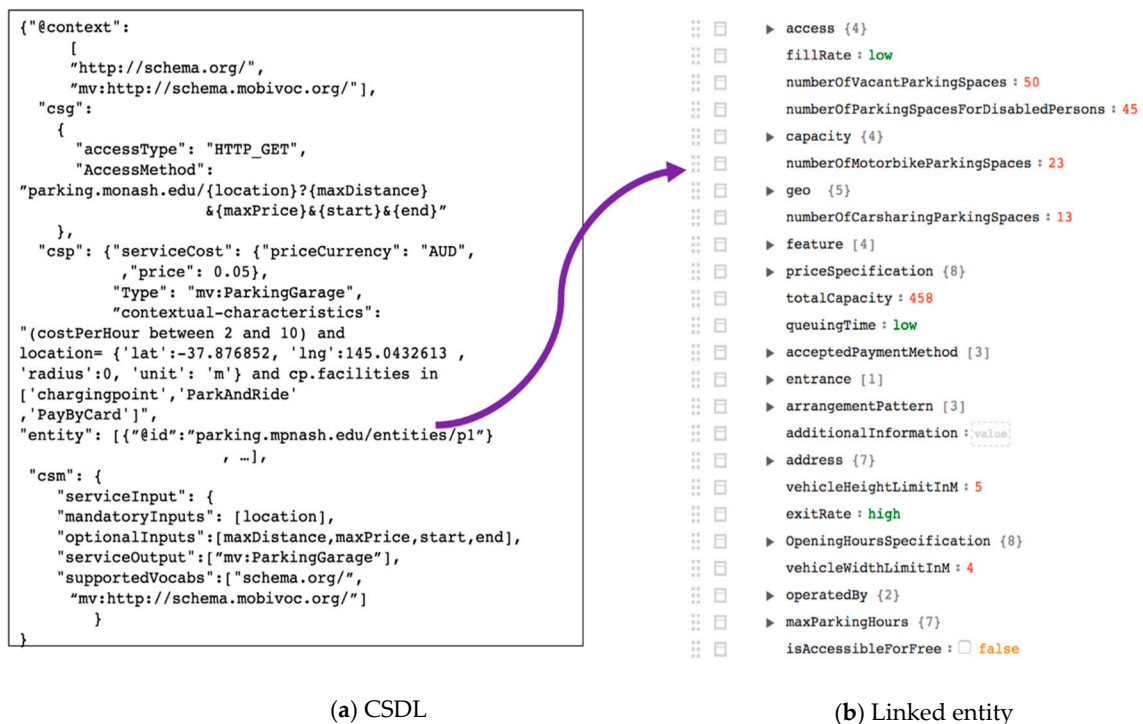 {"@context":
[
"http://schema.org/",
"mv:http://schema.mobivoc.org/"],
"csg":
{
"accessType": "HTTP_GET",
"AccessMethod":
"parking.monash.edu/{location}?{maxDistance}
&{maxPrice}&{start}&{end}"
},
"csp": {"serviceCost": {"priceCurrency": "AUD",
,"price": 0.05},
"Type": "mv:ParkingGarage",
"contextual-characteristics":
"(costPerHour between 2 and 10) and
location= {'lat':-37.876852, 'lng':145.0432613 ,
'radius':0, 'unit': 'm'} and cp.facilities in
['chargingpoint','ParkAndRide'
,'PayByCard']",
"entity": [{"@id":"parking.mpnash.edu/entities/p1"}
, …],
"csm": {
"serviceInput": {
"mandatoryInputs": [location],
"optionalInputs":[maxDistance,maxPrice,start,end],
"serviceOutput":["mv:ParkingGarage"],
"supportedVocabs":["schema.org/",
"mv:http://schema.mobivoc.org/"]
}
}
(a) CSDL
access {4}
fillRate : low
numberOfVacantParkingSpaces : 50
numberOfParkingSpacesForDisabledPersons : 45
capacity {4}
numberOfMotorbikeParkingSpaces : 23
geo {5}
numberOfCarsharingParkingSpaces : 13
feature [4]
priceSpecification {8}
totalCapacity : 458
queuingTime : low
acceptedPaymentMethod [3]
entrance [1]
arrangementPattern [3]
additionalInformation : value
address {7}
vehicleHeightLimitInM : 5
exitRate : high
OpeningHoursSpecification {8}
vehicleWidthLimitInM : 4
operatedBy {2}
maxParkingHours {7}
isAccessibleForFree : false
(b) Linked entity